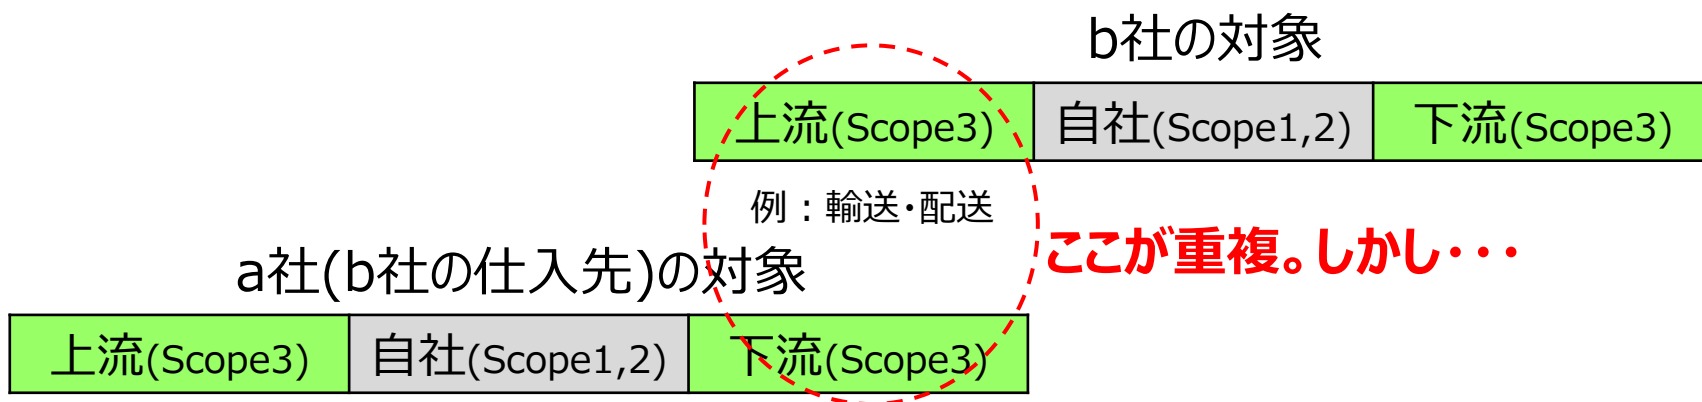 b社の対象
上流(Scope3) 自社(Scope1,2) 下流(Scope3)
例：輸送・配送
ここが重複。しかし・・・
a社(b社の仕入先)の対象
上流(Scope3) 自社(Scope1,2) 下流(Scope3)